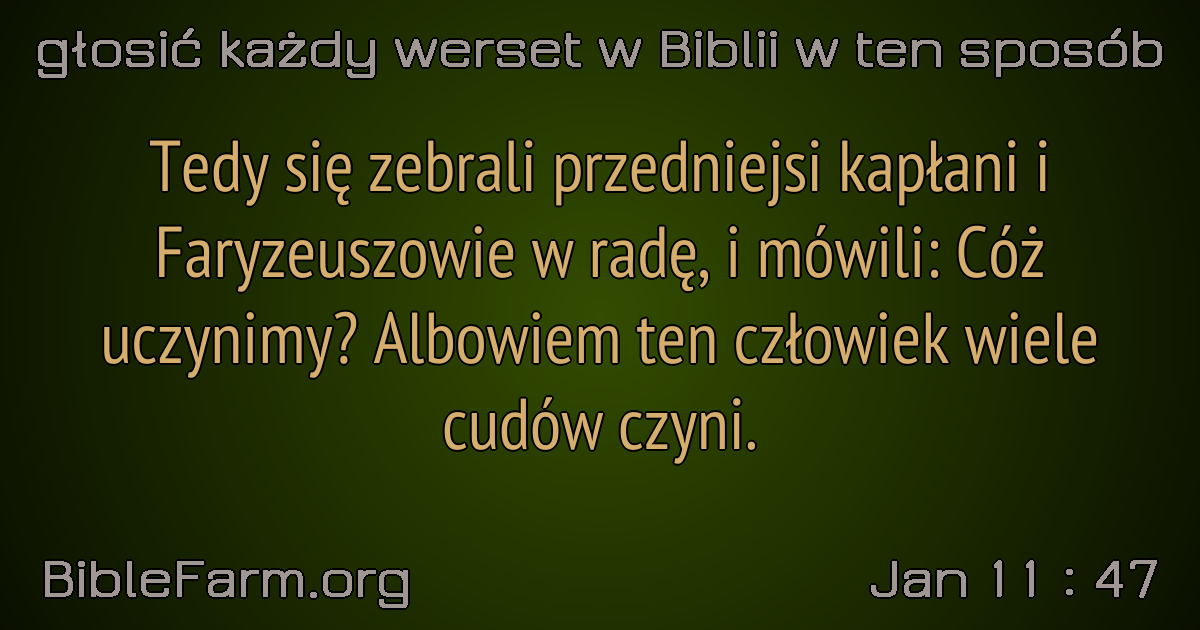 głosić każdy werset w Biblii w ten sposób
Tedy się zebrali przedniejsi kapłani i
Faryzeuszowie w radę, i mówili: Cóż
uczynimy? Albowiem ten człowiek wiele
cudów czyni.
BibleFarm.org
Jan 11 : 47